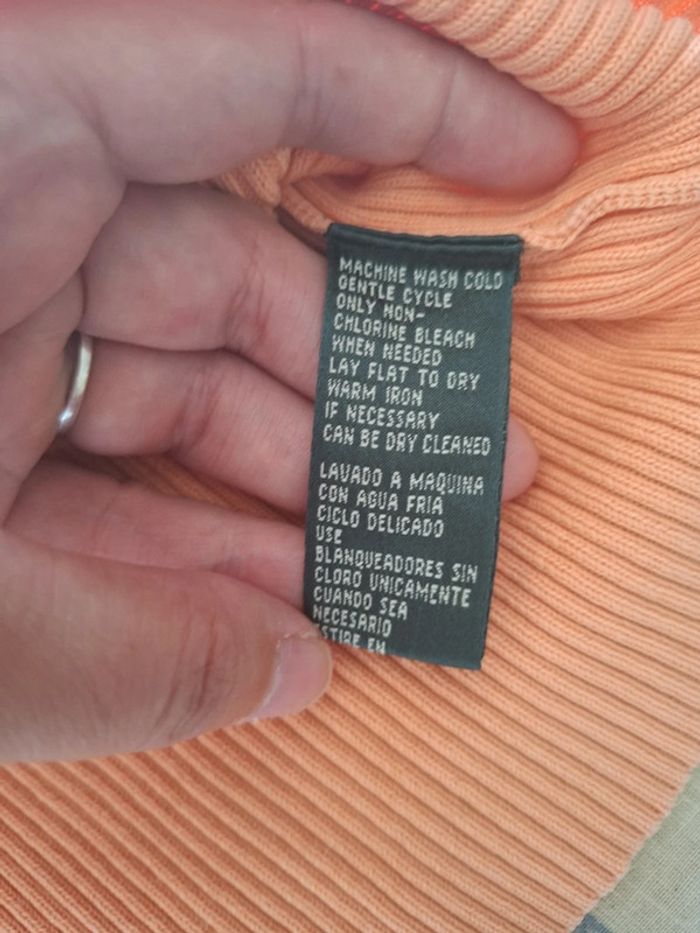 MACHINE WASH COLD
GENTLE CYCLE
ONLY NON-
CHLORINE BLEACH
WHEN NEEDED
LAY FLAT TO DRY
WARM IRON
IF NECESSARY
CAN BE DRY CLEANED
LAVADO A MAQUINA
CON AGUA FRIA
CICLO DELICADO
USE
BLANQUEADORES SIN
CLORO UNICAMENTE
CUANDO SEA
NECESARIO